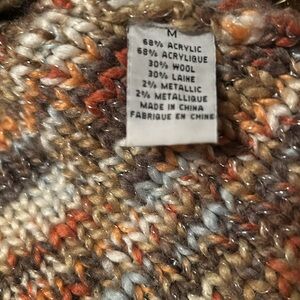 M
68% ACRYLIC
68% ACRYLIQUE
30% WOOL
30% LAINE
2% METALLIC
2% METALLIQUE
MADE IN CHINA
FABRIQUE EN CHINE